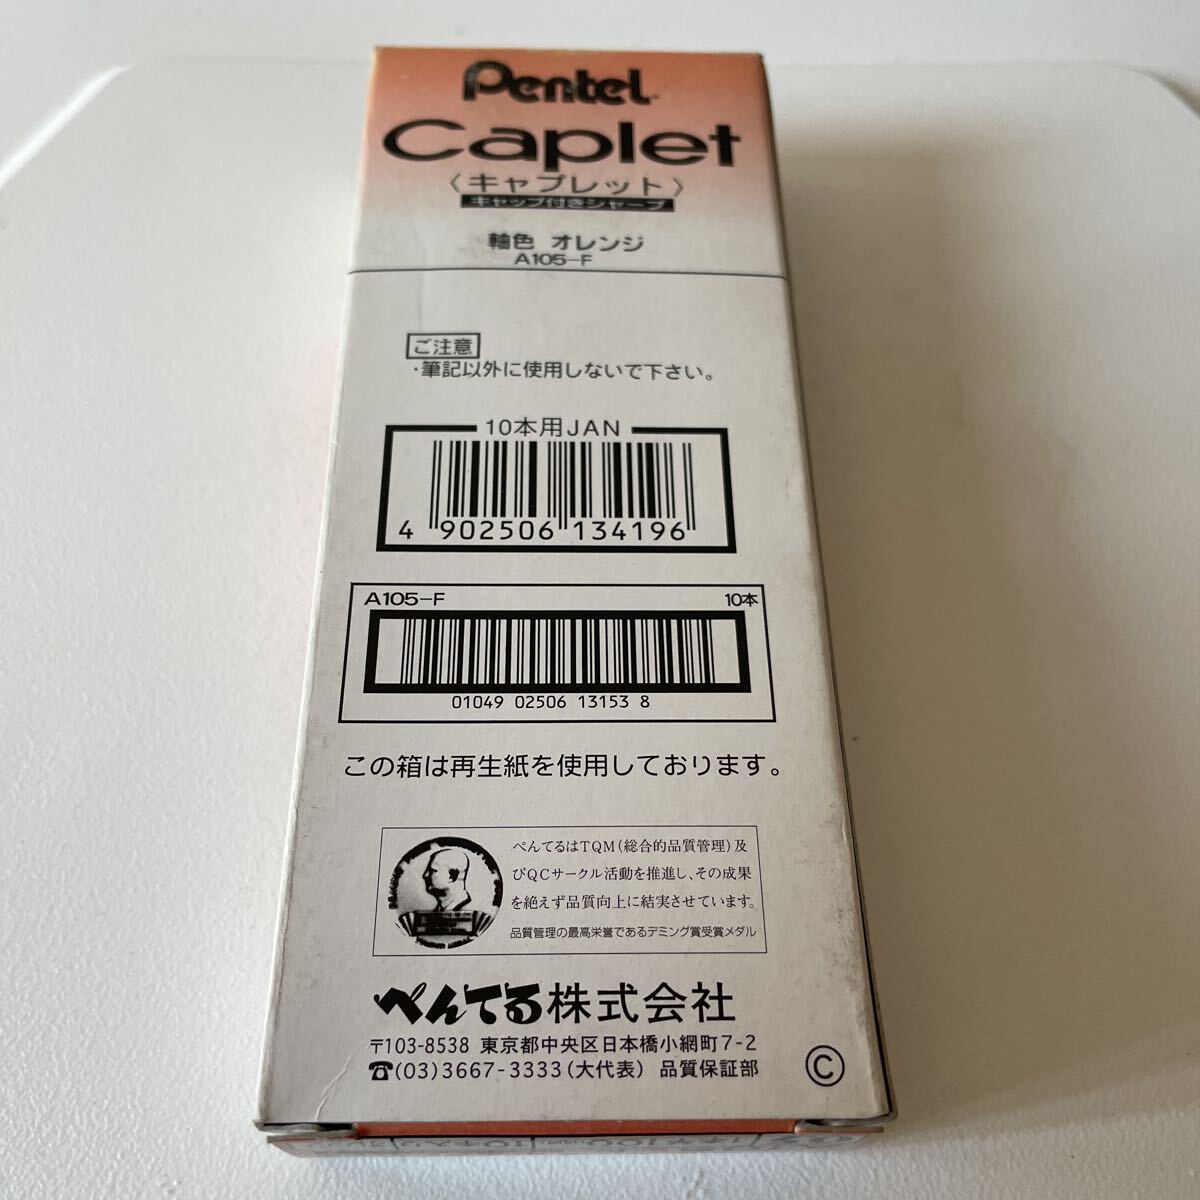 Pentel
Caplet
〈キャプレット〉
キャップ付きシャープ
軸色 オレンジ
A105-F
ご注意
・筆記以外に使用しないで下さい。
10本用JAN
4 902506 134196
A105-F 10本
01049 02506 13153 8
この箱は再生紙を使用しております。
ぺんてるはTQM(総合的品質管理)及
びQCサークル活動を推進し、その成果
を絶えず品質向上に結実させています。
品質管理の最高栄誉であるデミング賞受賞メダル
ぺんてる株式会社
〒103-8538 東京都中央区日本橋小網町7-2
☎(03)3667-3333(大代表) 品質保証部
©